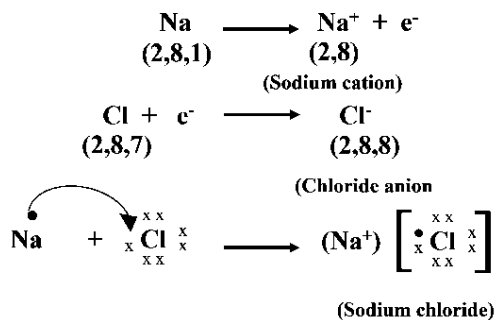 Na → Na⁺ + e⁻
(2,8,1) (2,8)
(Sodium cation)
Cl + e⁻ → Cl⁻
(2,8,7) (2,8,8)
(Chloride anion
x x x x
Na + x Cl x x → (Na⁺) [ • x Cl x x ]
x x x x
(Sodium chloride)